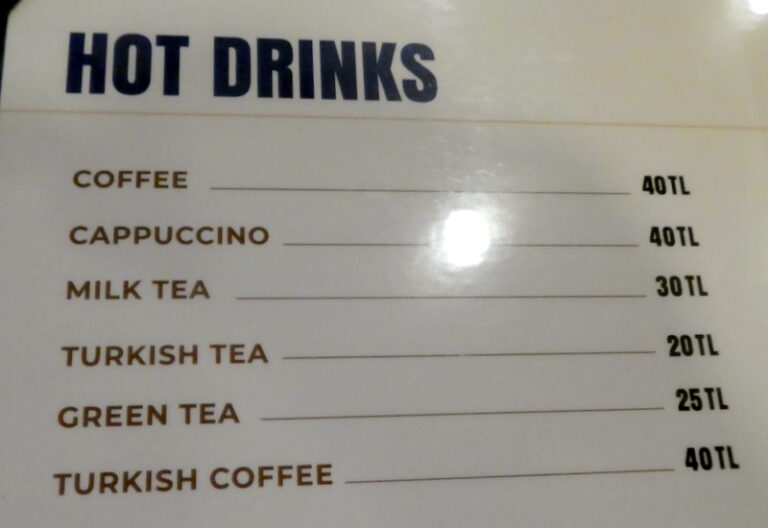 HOT DRINKS
COFFEE 40TL
CAPPUCCINO 40TL
MILK TEA 30TL
TURKISH TEA 20TL
GREEN TEA 25TL
TURKISH COFFEE 40TL